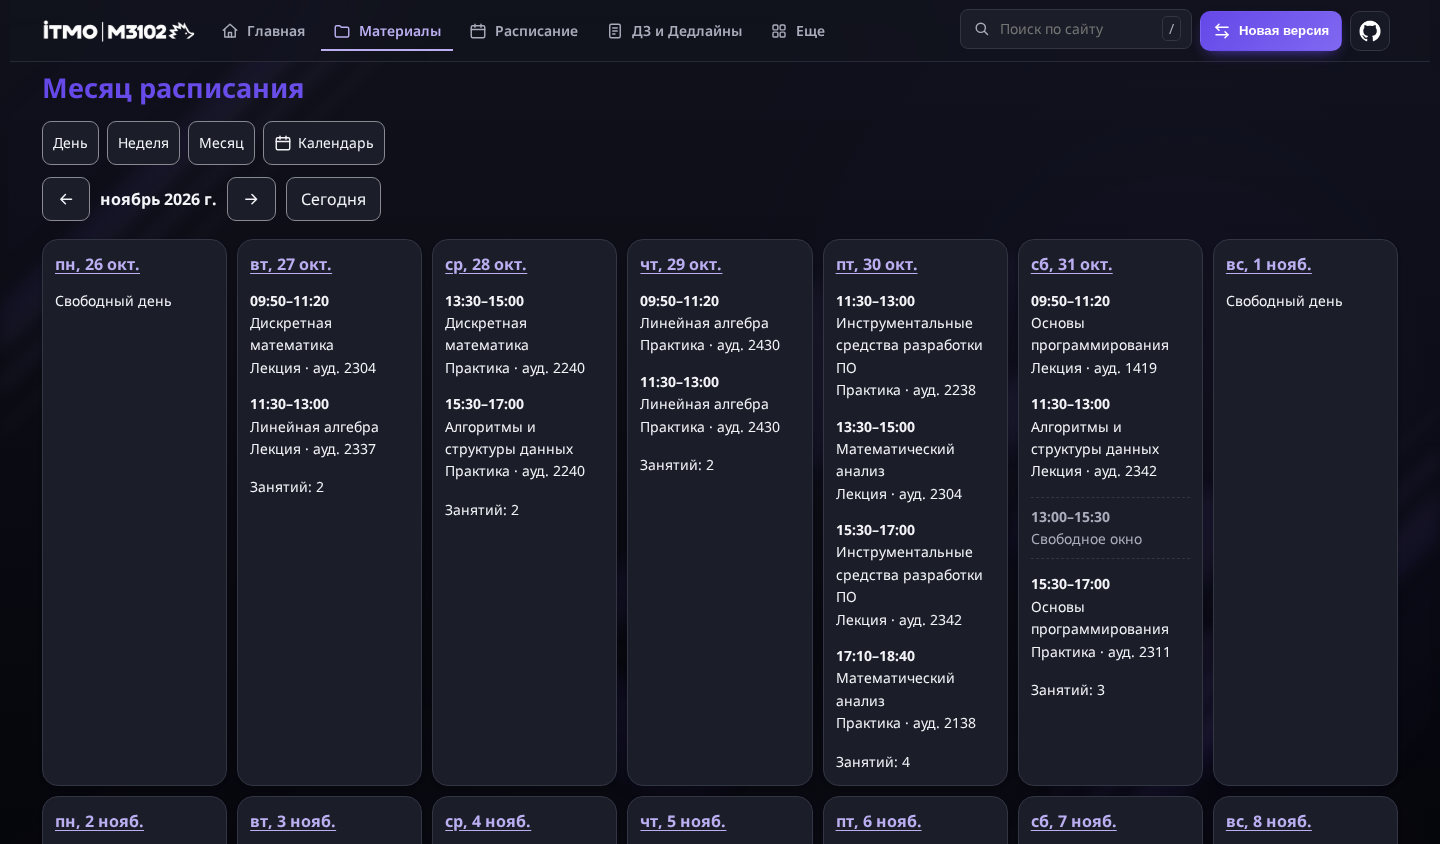 iTMO | M3102
Главная
Материалы
Расписание
ДЗ и Дедлайны
Еще
Поиск по сайту
/
Новая версия
Месяц расписания
День
Неделя
Месяц
Календарь
←
ноябрь 2026 г.
→
Сегодня
пн, 26 окт.
Свободный день
вт, 27 окт.
09:50–11:20
Дискретная
математика
Лекция · ауд. 2304
11:30–13:00
Линейная алгебра
Лекция · ауд. 2337
Занятий: 2
ср, 28 окт.
13:30–15:00
Дискретная
математика
Практика · ауд. 2240
15:30–17:00
Алгоритмы и
структуры данных
Практика · ауд. 2240
Занятий: 2
чт, 29 окт.
09:50–11:20
Линейная алгебра
Практика · ауд. 2430
11:30–13:00
Линейная алгебра
Практика · ауд. 2430
Занятий: 2
пт, 30 окт.
11:30–13:00
Инструментальные
средства разработки
ПО
Практика · ауд. 2238
13:30–15:00
Математический
анализ
Лекция · ауд. 2304
15:30–17:00
Инструментальные
средства разработки
ПО
Лекция · ауд. 2342
17:10–18:40
Математический
анализ
Практика · ауд. 2138
Занятий: 4
сб, 31 окт.
09:50–11:20
Основы
программирования
Лекция · ауд. 1419
11:30–13:00
Алгоритмы и
структуры данных
Лекция · ауд. 2342
13:00–15:30
Свободное окно
15:30–17:00
Основы
программирования
Практика · ауд. 2311
Занятий: 3
вс, 1 нояб.
Свободный день
пн, 2 нояб.
вт, 3 нояб.
ср, 4 нояб.
чт, 5 нояб.
пт, 6 нояб.
сб, 7 нояб.
вс, 8 нояб.